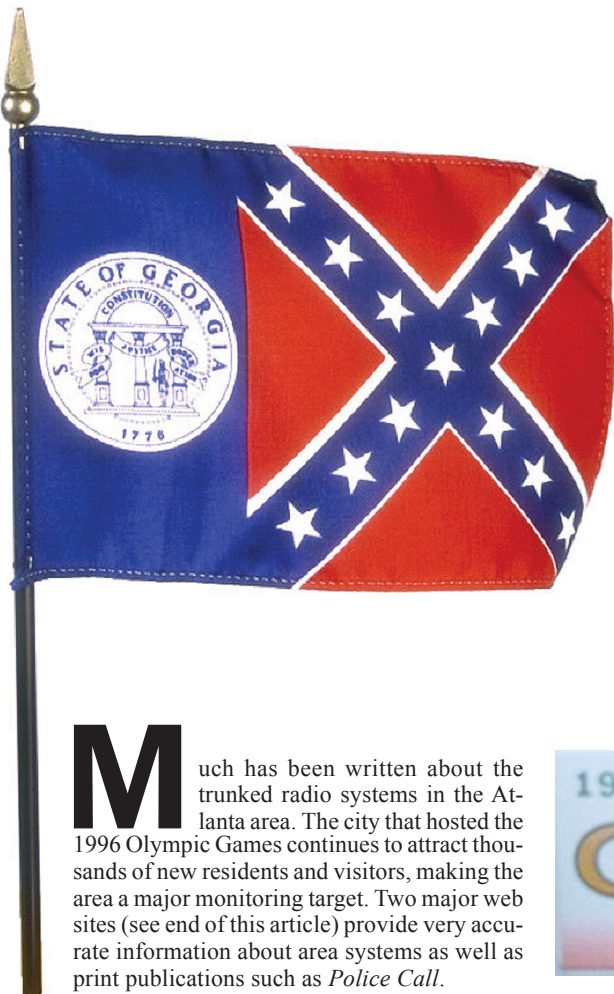 STATE OF GEORGIA
CONSTITUTION
JUSTICE
1776
Much has been written about the
trunked radio systems in the At-
lanta area. The city that hosted the
1996 Olympic Games continues to attract thou-
sands of new residents and visitors, making the
area a major monitoring target. Two major web
sites (see end of this article) provide very accu-
rate information about area systems as well as
print publications such as Police Call.
19